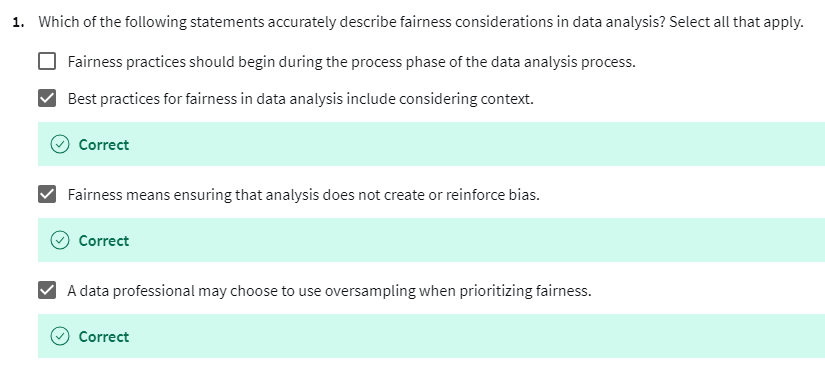 1. Which of the following statements accurately describe fairness considerations in data analysis? Select all that apply.
Fairness practices should begin during the process phase of the data analysis process.
Best practices for fairness in data analysis include considering context.
Correct
Fairness means ensuring that analysis does not create or reinforce bias.
Correct
A data professional may choose to use oversampling when prioritizing fairness.
Correct